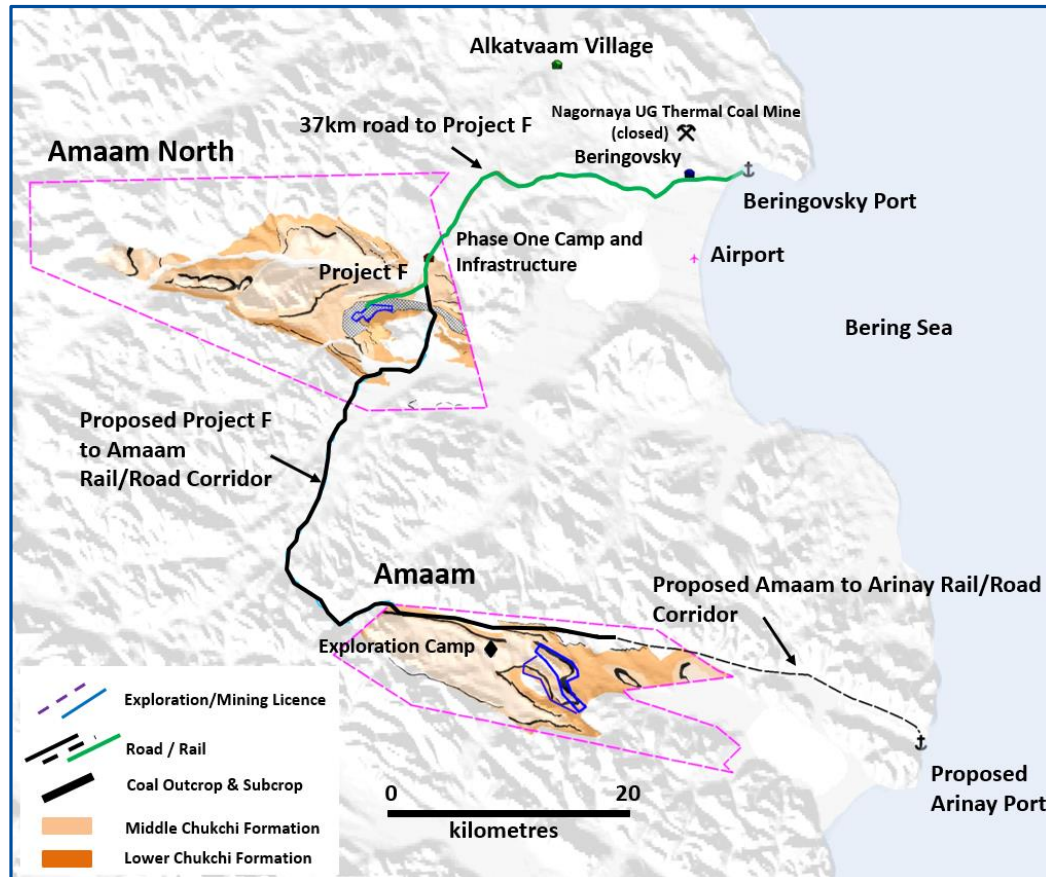 Alkatvaam Village
Nagornaya UG Thermal Coal Mine
(closed)
37km road to Project F
Beringovsky
Amaam North
Beringovsky Port
Phase One Camp and
Infrastructure
Airport
Project F
Bering Sea
Proposed Project F
to Amaam
Rail/Road Corridor
Amaam
Proposed Amaam to Arinay Rail/Road
Corridor
Exploration Camp
Exploration/Mining Licence
Road / Rail
Coal Outcrop & Subcrop
Middle Chukchi Formation
Lower Chukchi Formation
0 20
kilometres
Proposed
Arinay Port